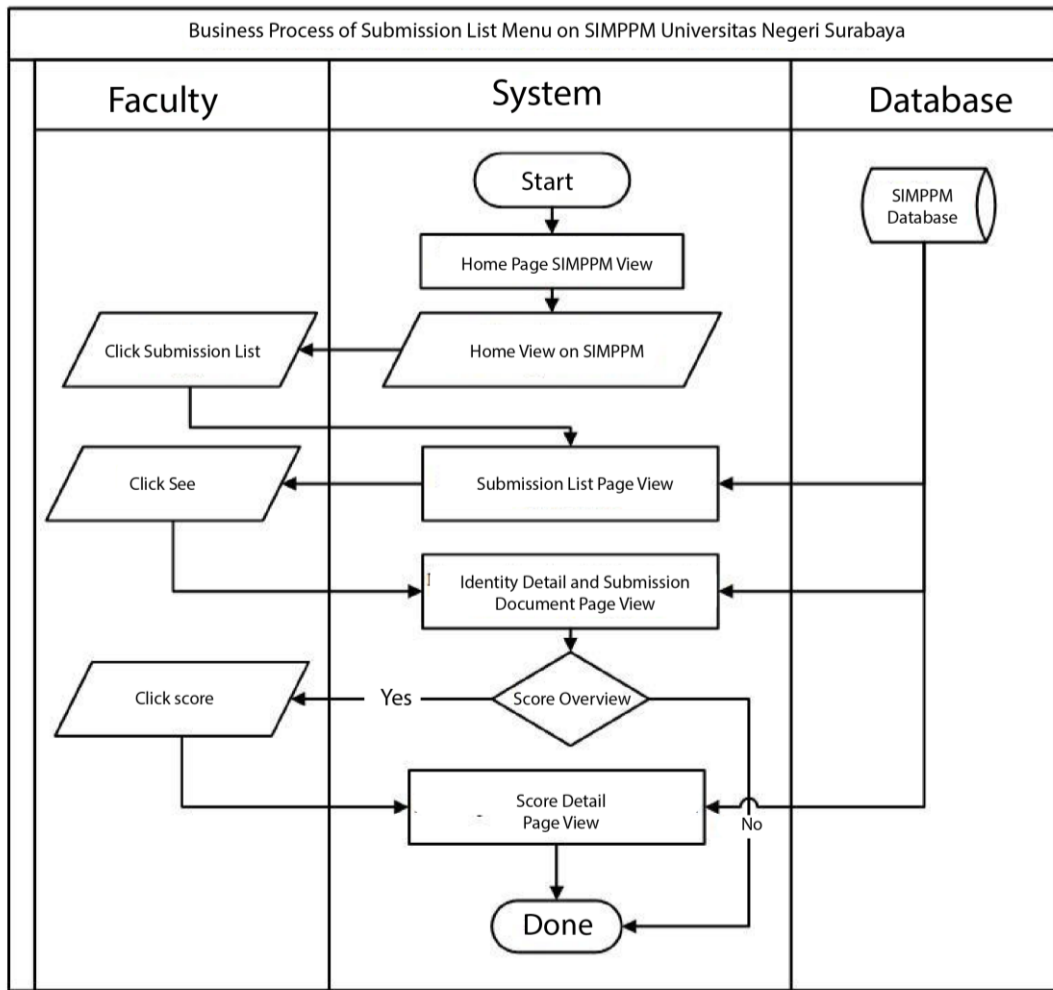 Business Process of Submission List Menu on SIMPPM Universitas Negeri Surabaya
Faculty
System
Database
Start
SIMPPM
Database
Home Page SIMPPM View
Click Submission List
Home View on SIMPPM
Click See
Submission List Page View
Identity Detail and Submission
Document Page View
Click score
Yes
Score Overview
Score Detail
Page View
No
Done